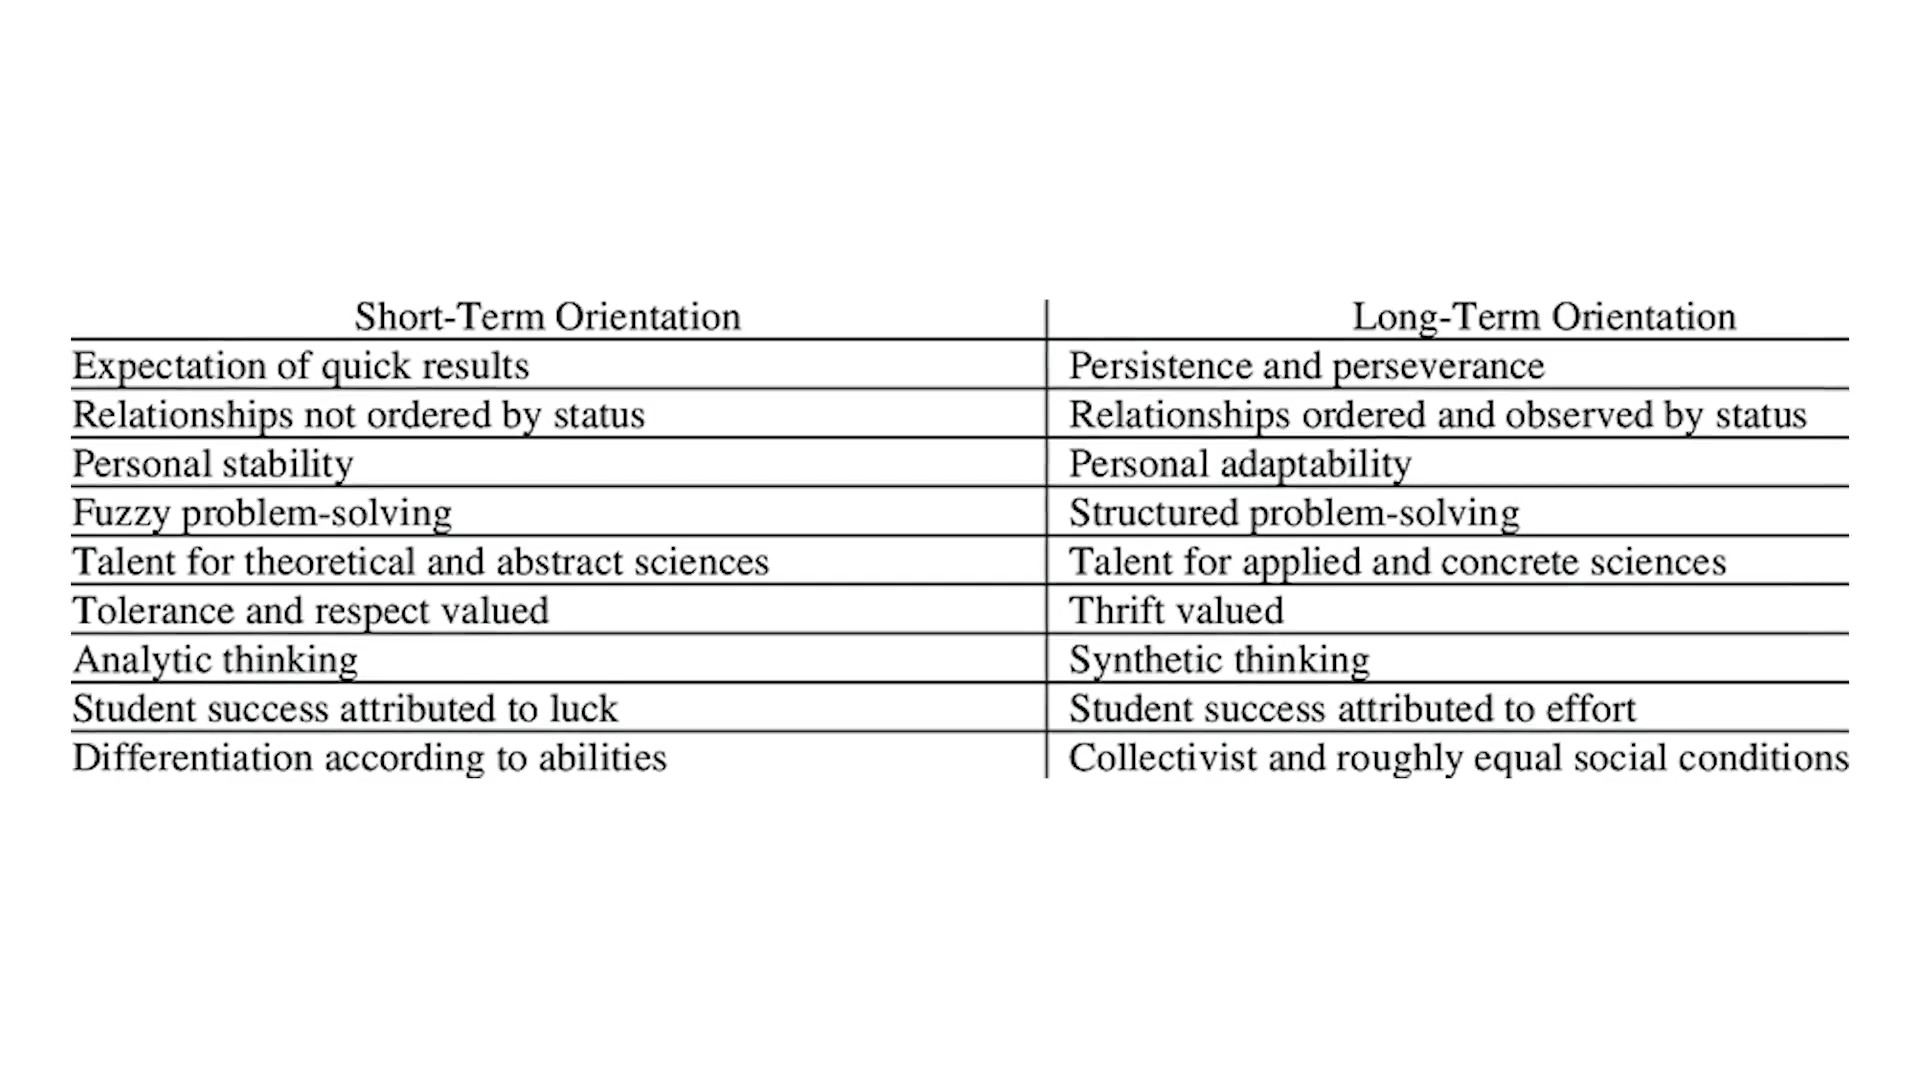 Short-Term Orientation Long-Term Orientation
Expectation of quick results Persistence and perseverance
Relationships not ordered by status Relationships ordered and observed by status
Personal stability Personal adaptability
Fuzzy problem-solving Structured problem-solving
Talent for theoretical and abstract sciences Talent for applied and concrete sciences
Tolerance and respect valued Thrift valued
Analytic thinking Synthetic thinking
Student success attributed to luck Student success attributed to effort
Differentiation according to abilities Collectivist and roughly equal social conditions